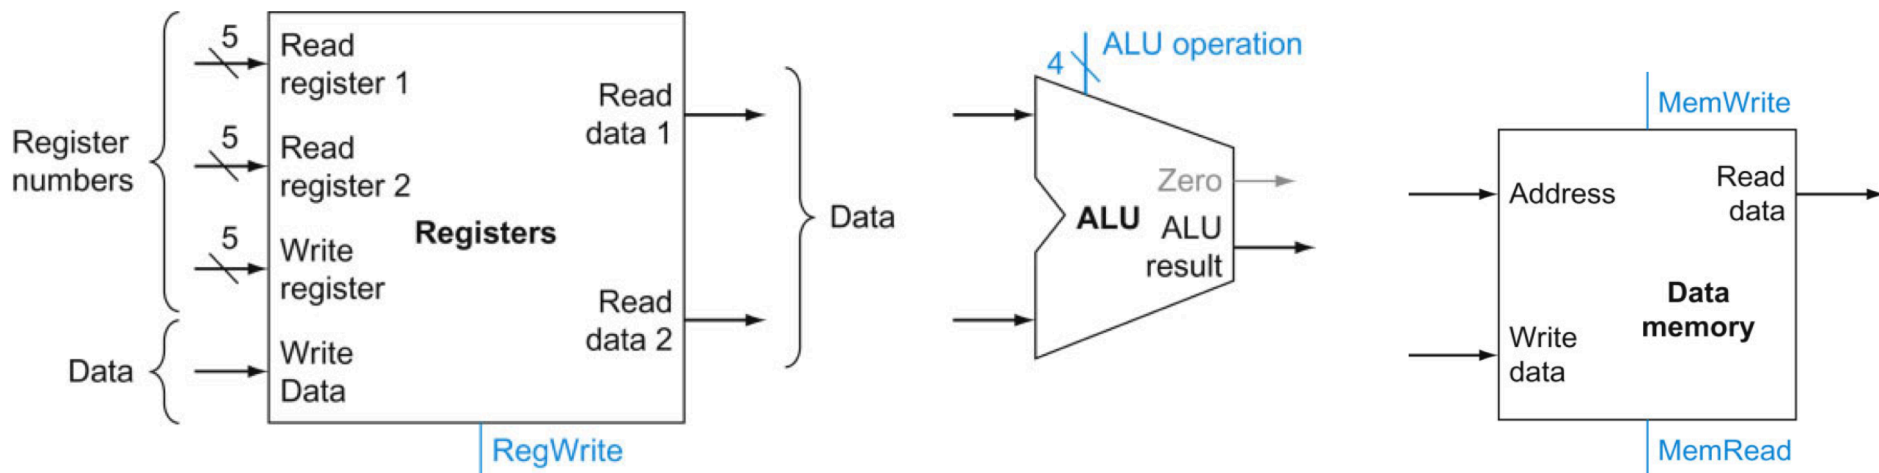 Register
numbers
Data
5
Read
register 1
5
Read
register 2
5
Write
register
Write
Data
Registers
Read
data 1
Read
data 2
RegWrite
Data
4
ALU operation
Zero
ALU
ALU
result
MemWrite
Address
Read
data
Data
memory
Write
data
MemRead